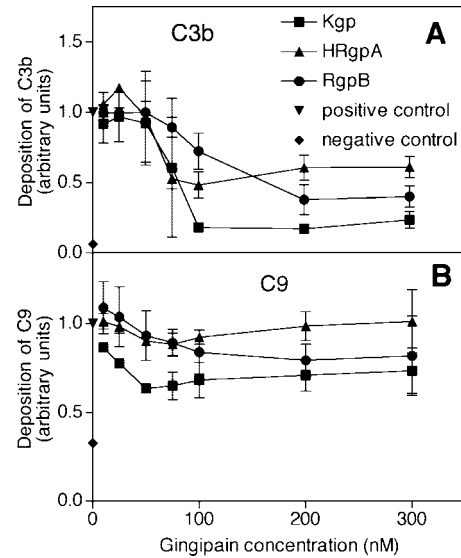 C3b
A
Kgp
HRgpA
RgpB
positive control
negative control
Deposition of C3b
(arbitrary units)
1.5
1.0
0.5
0.0
C9
B
Deposition of C9
(arbitrary units)
1.0
0.5
0.0
0
100
200
300
Gingipain concentration (nM)